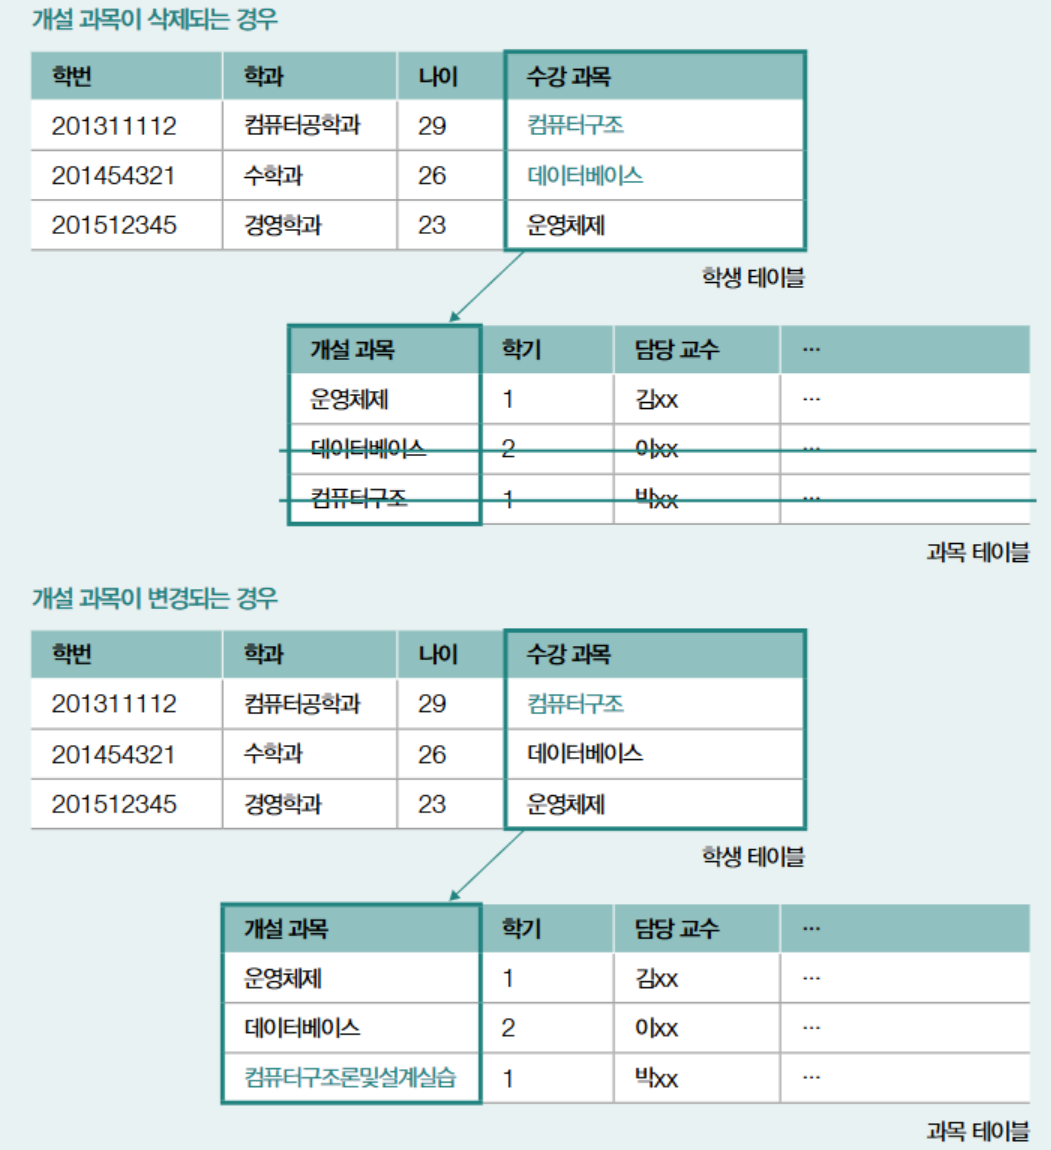 개설 과목이 삭제되는 경우
학번 학과 나이 수강 과목
201311112 컴퓨터공학과 29 컴퓨터구조
201454321 수학과 26 데이터베이스
201512345 경영학과 23 운영체제
학생 테이블
개설 과목 학기 담당 교수 …
운영체제 1 김xx …
데이터베이스 2 이xx …
컴퓨터구조 1 박xx …
과목 테이블
개설 과목이 변경되는 경우
학번 학과 나이 수강 과목
201311112 컴퓨터공학과 29 컴퓨터구조
201454321 수학과 26 데이터베이스
201512345 경영학과 23 운영체제
학생 테이블
개설 과목 학기 담당 교수 …
운영체제 1 김xx …
데이터베이스 2 이xx …
컴퓨터구조론및설계실습 1 박xx …
과목 테이블